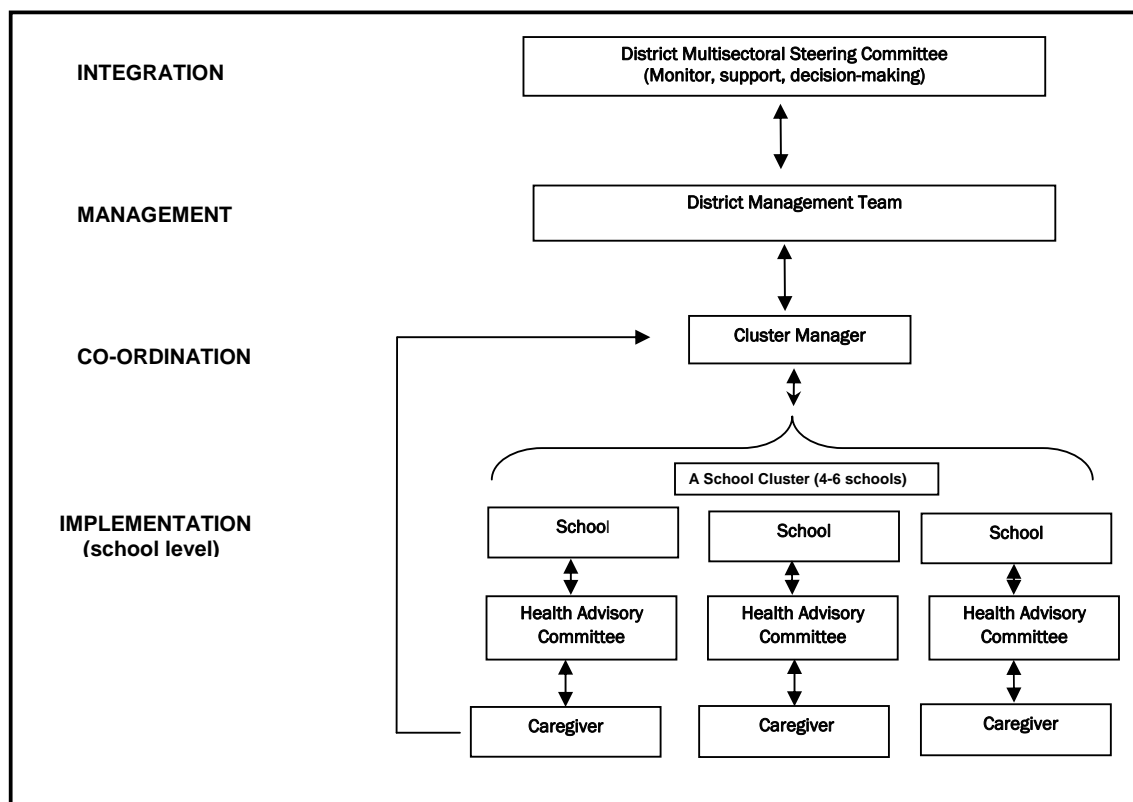 INTEGRATION
District Multisectoral Steering Committee
(Monitor, support, decision-making)
MANAGEMENT
District Management Team
CO-ORDINATION
Cluster Manager
A School Cluster (4-6 schools)
IMPLEMENTATION
(school level)
School
School
School
Health Advisory
Committee
Health Advisory
Committee
Health Advisory
Committee
Caregiver
Caregiver
Caregiver